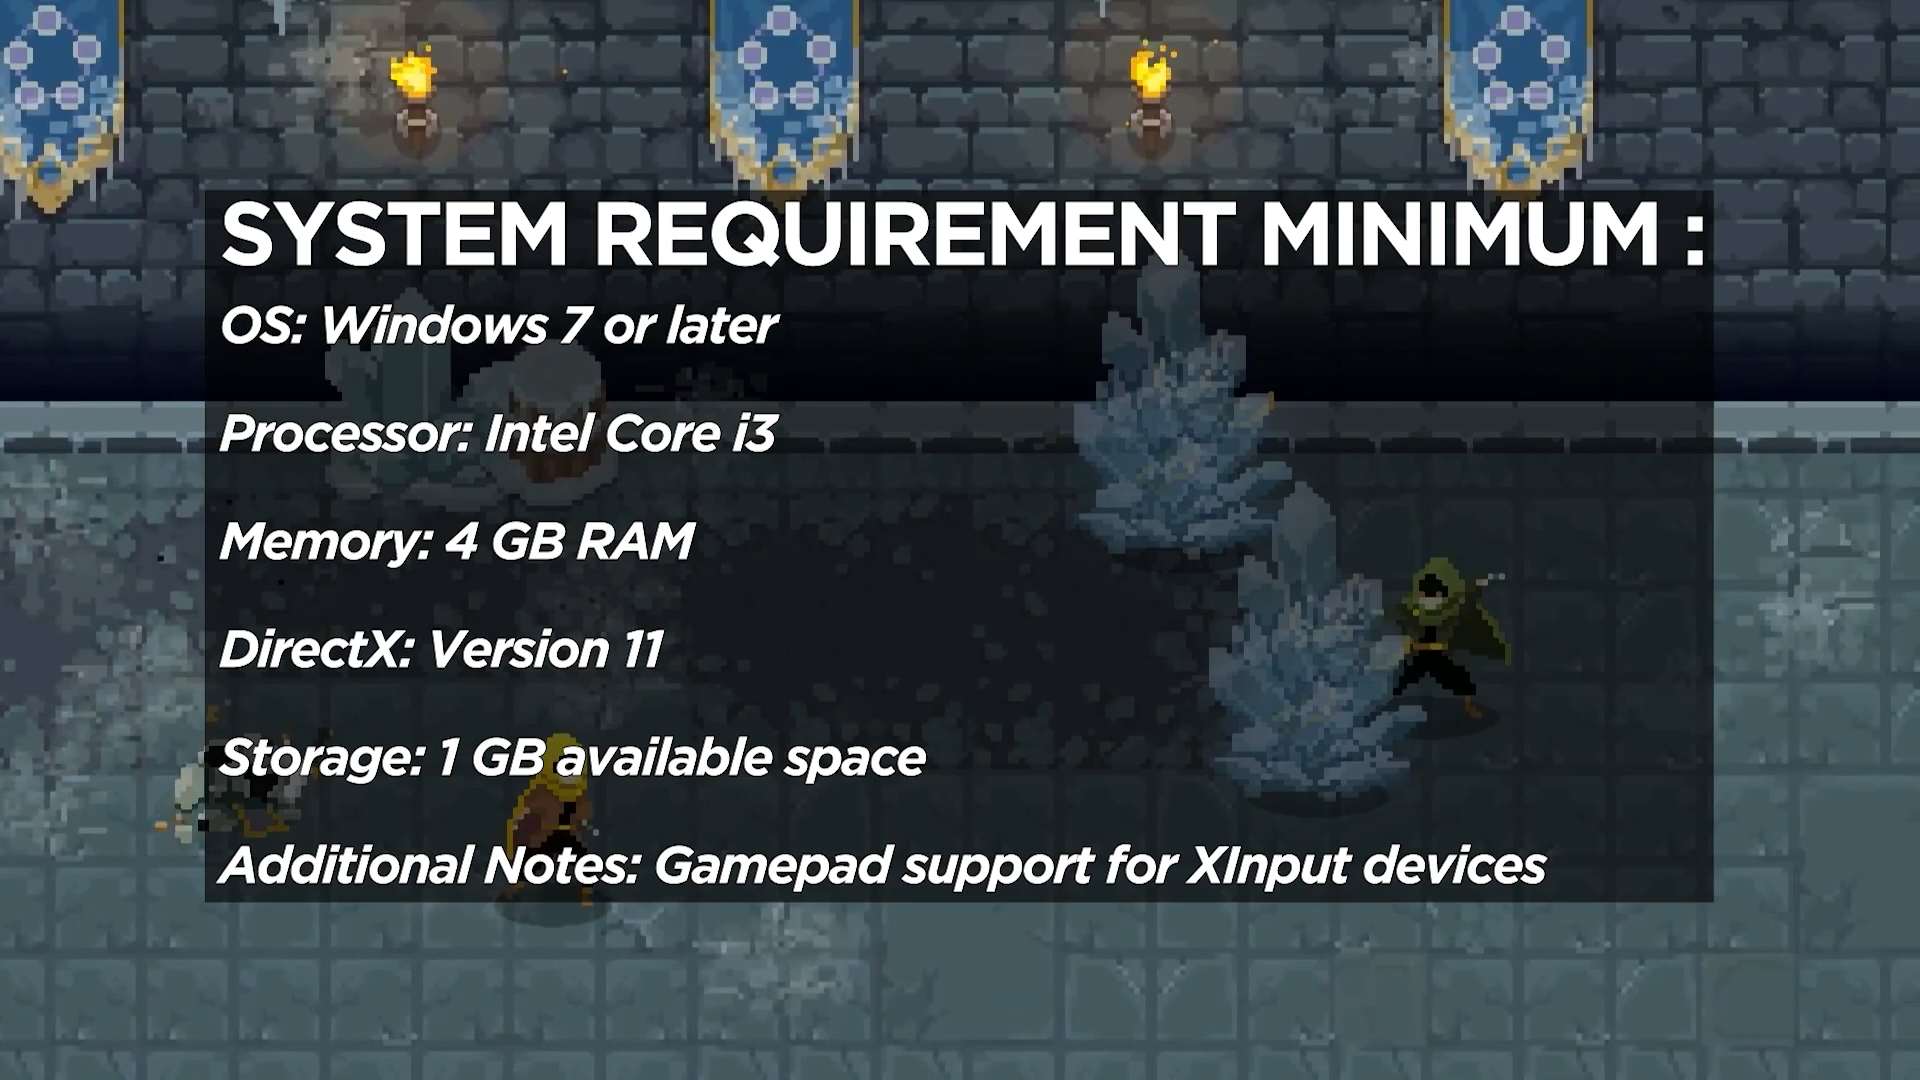 SYSTEM REQUIREMENT MINIMUM :
OS: Windows 7 or later
Processor: Intel Core i3
Memory: 4 GB RAM
DirectX: Version 11
Storage: 1 GB available space
Additional Notes: Gamepad support for XInput devices